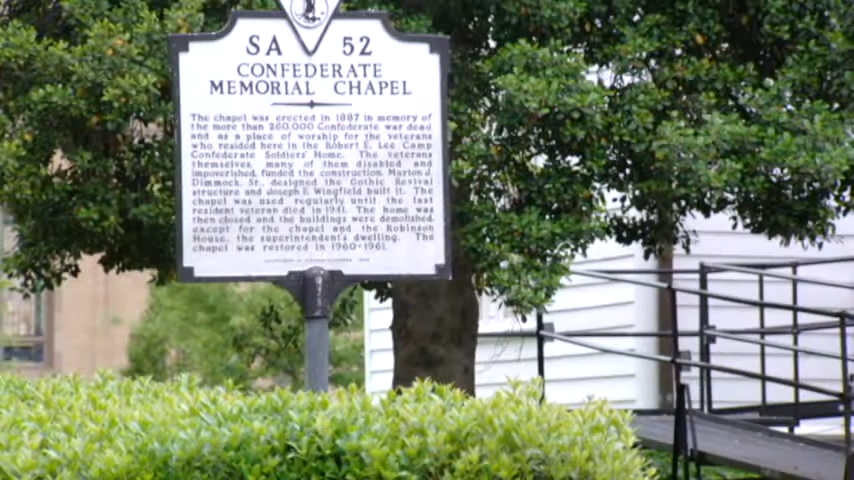 SA 52
CONFEDERATE
MEMORIAL CHAPEL
The chapel was erected in 1887 in memory of
the more than 260,000 Confederate war dead
and as a place of worship for the veterans
who resided here in the Robert E. Lee Camp
Confederate Soldiers' Home. The veterans
themselves, many of them disabled and
impoverished, funded the construction. Marion J.
Dimmock, Sr., designed the Gothic Revival
structure and Joseph F. Wingfield built it. The
chapel was used regularly until the last
resident veteran died in 1941. The home was
then closed and the buildings were demolished,
except for the chapel and the Robinson
House, the superintendent's dwelling. The
chapel was restored in 1960-1961.